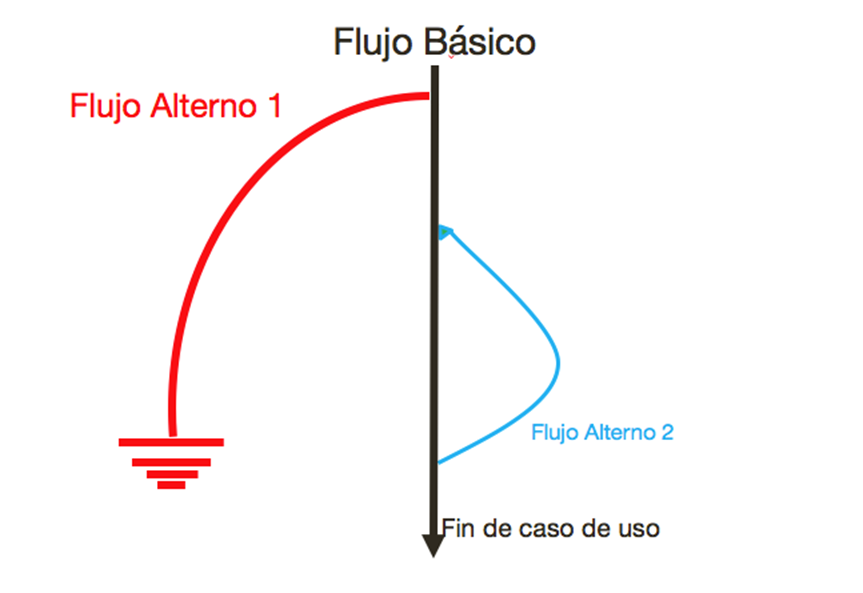 Flujo Básico
Flujo Alterno 1
Flujo Alterno 2
Fin de caso de uso